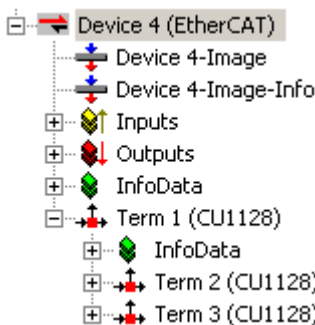 Device 4 (EtherCAT)
Device 4-Image
Device 4-Image-Info
Inputs
Outputs
InfoData
Term 1 (CU1128)
InfoData
Term 2 (CU1128)
Term 3 (CU1128)